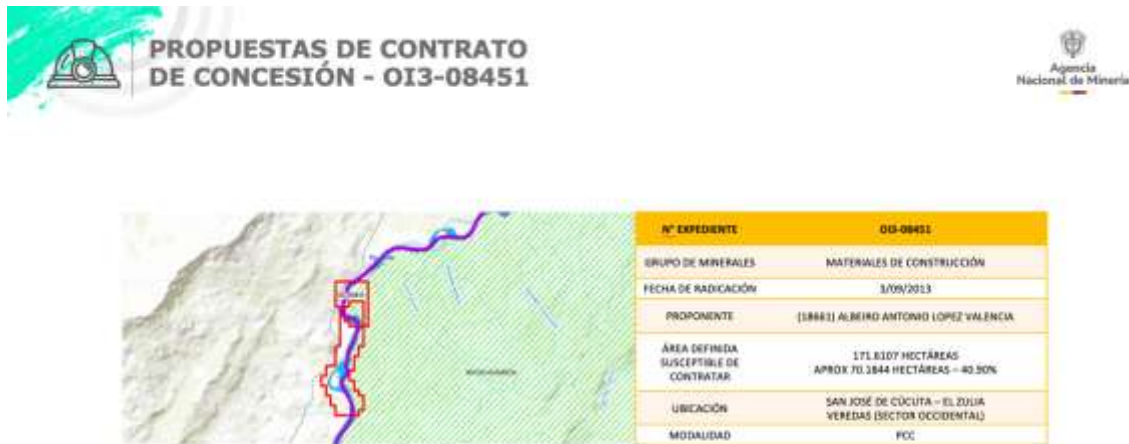 PROPUESTAS DE CONTRATO
DE CONCESIÓN - OI3-08451
Agencia
Nacional de Minería
N° EXPEDIENTE
OI3-08451
GRUPO DE MINERALES
MATERIALES DE CONSTRUCCIÓN
FECHA DE RADICACIÓN
3/09/2013
PROPONENTE
(18661) ALBEIRO ANTONIO LOPEZ VALENCIA
ÁREA DEFINIDA
SUSCEPTIBLE DE
CONTRATAR
171.6107 HECTÁREAS
APROX 70.1844 HECTÁREAS – 40.90%
UBICACIÓN
SAN JOSÉ DE CÚCUTA – EL ZULIA
VEREDAS (SECTOR OCCIDENTAL)
MODALIDAD
PCC